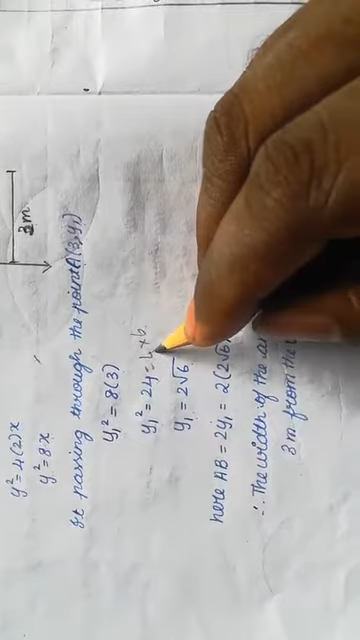 3m
y² = 4(2)x
y² = 8x
It passing through the point A(3, y₁)
y₁² = 8(3)
y₁² = 24 = 4 × 6
y₁ = 2√6
here AB = 2y₁ = 2(2√6)
∴ The width of the
3m from the